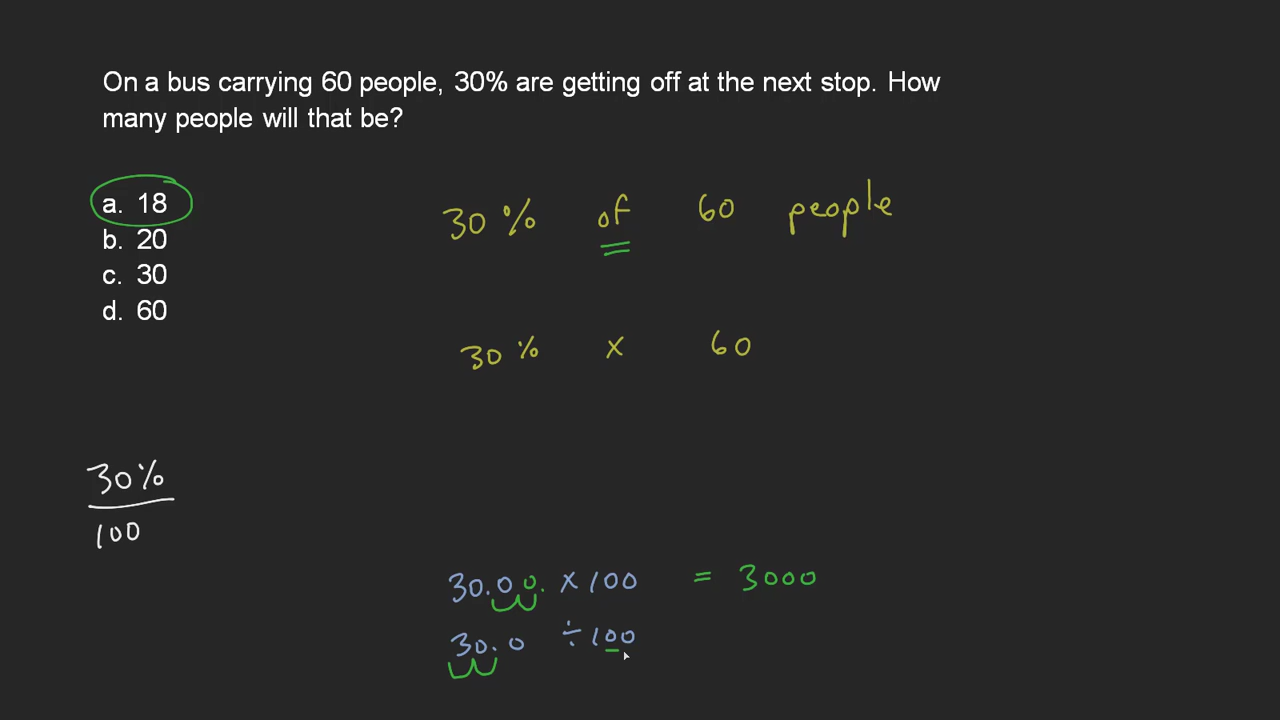 On a bus carrying 60 people, 30% are getting off at the next stop. How
many people will that be?
a. 18
b. 20
c. 30
d. 60
30% of 60 people
30% x 60
30%
100
30.00. x 100 = 3000
30.0 ÷ 100